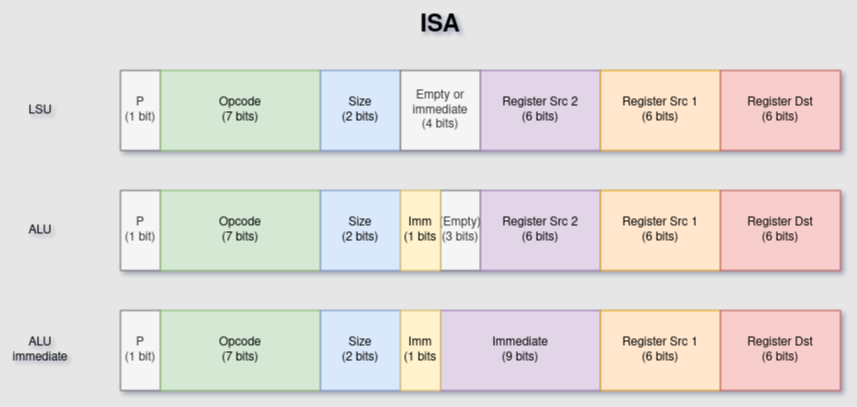 ISA
LSU
P
(1 bit)
Opcode
(7 bits)
Size
(2 bits)
Empty or
immediate
(4 bits)
Register Src 2
(6 bits)
Register Src 1
(6 bits)
Register Dst
(6 bits)
ALU
P
(1 bit)
Opcode
(7 bits)
Size
(2 bits)
Imm
(1 bits
(Empty)
(3 bits)
Register Src 2
(6 bits)
Register Src 1
(6 bits)
Register Dst
(6 bits)
ALU
immediate
P
(1 bit)
Opcode
(7 bits)
Size
(2 bits)
Imm
(1 bits
Immediate
(9 bits)
Register Src 1
(6 bits)
Register Dst
(6 bits)